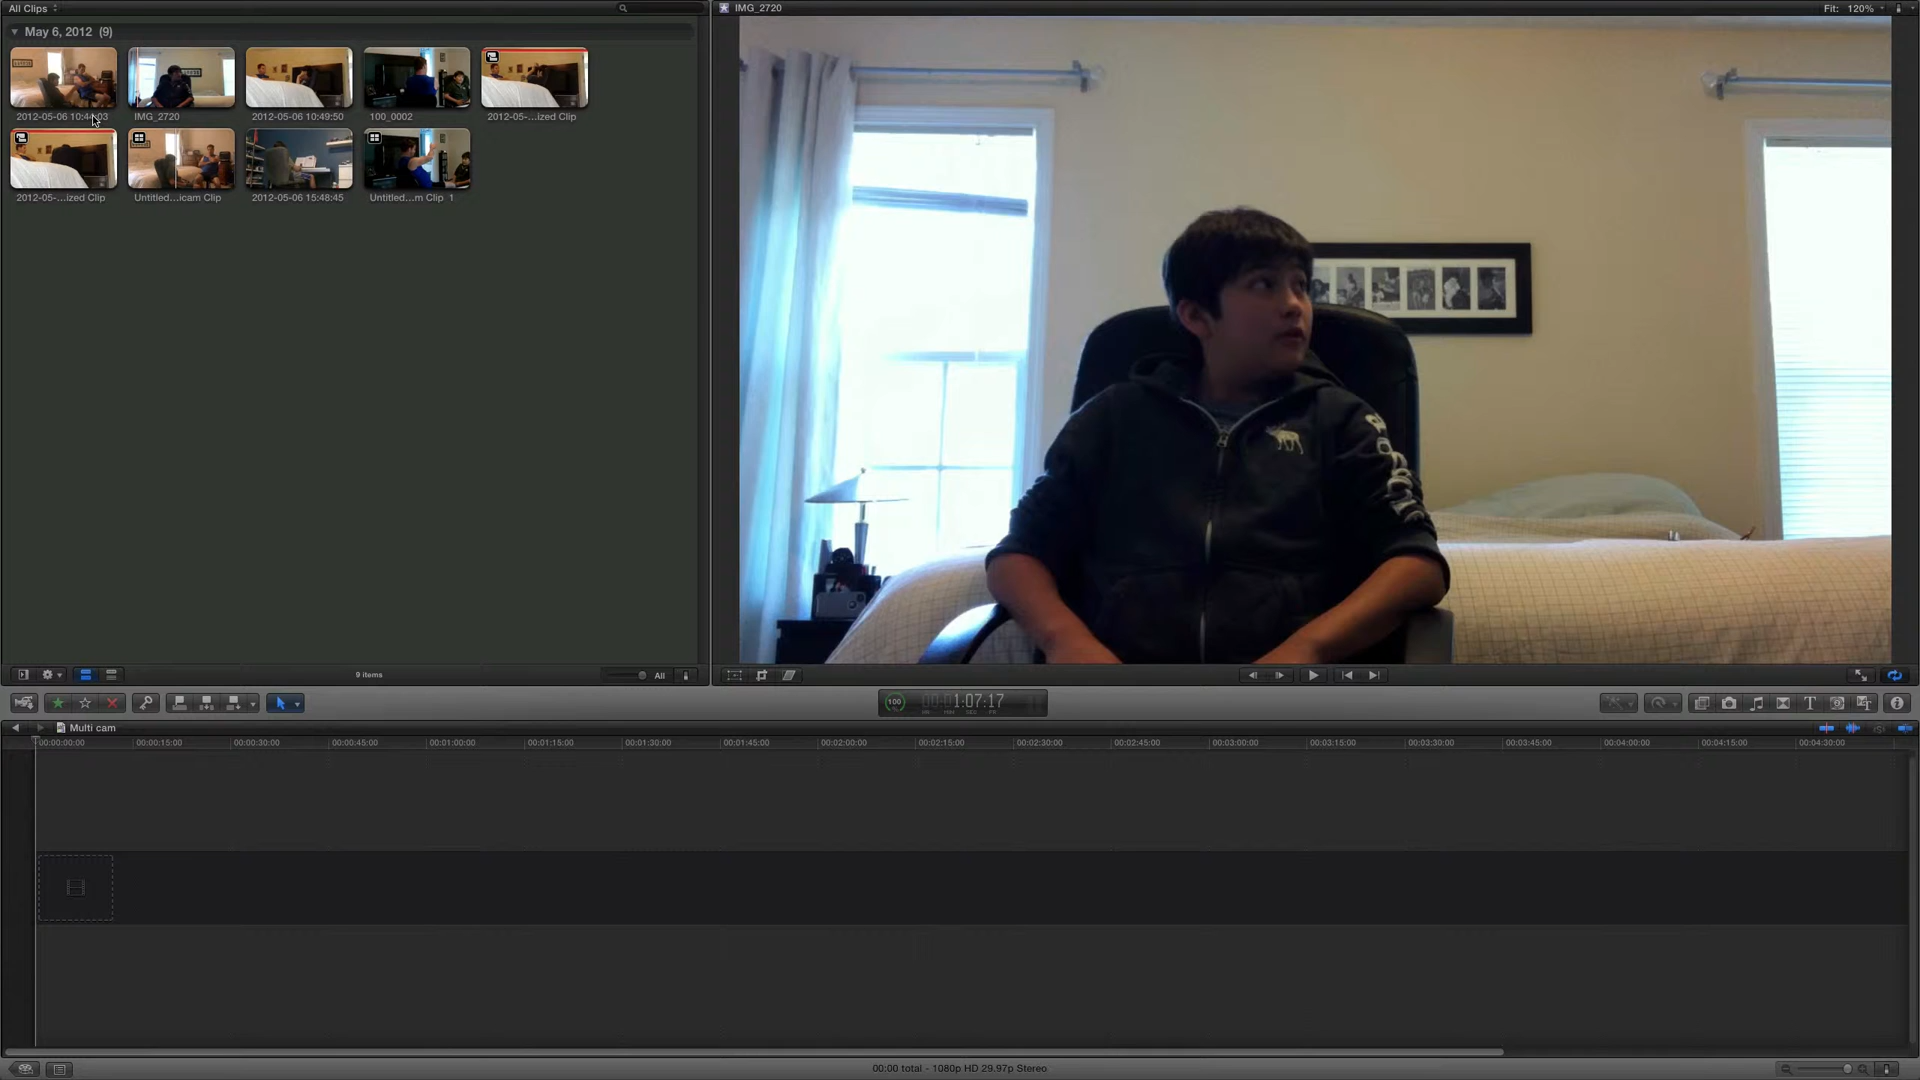 All Clips
IMG_2720
Fit: 120%
May 6, 2012 (9)
IMG_2720
2012-05-06 10:49:50
100_0002
2012-05-...ized Clip
2012-05-...ized Clip
Untitled...icam Clip
2012-05-06 15:48:45
Untitled...m Clip 1
9 items
All
100
1:07:17
Multi cam
00:00:00:00
00:00:15:00
00:00:30:00
00:00:45:00
00:01:00:00
00:01:15:00
00:01:30:00
00:01:45:00
00:02:00:00
00:02:15:00
00:02:30:00
00:02:45:00
00:03:00:00
00:03:15:00
00:03:30:00
00:03:45:00
00:04:00:00
00:04:15:00
00:04:30:00
00:00 total - 1080p HD 29.97p Stereo